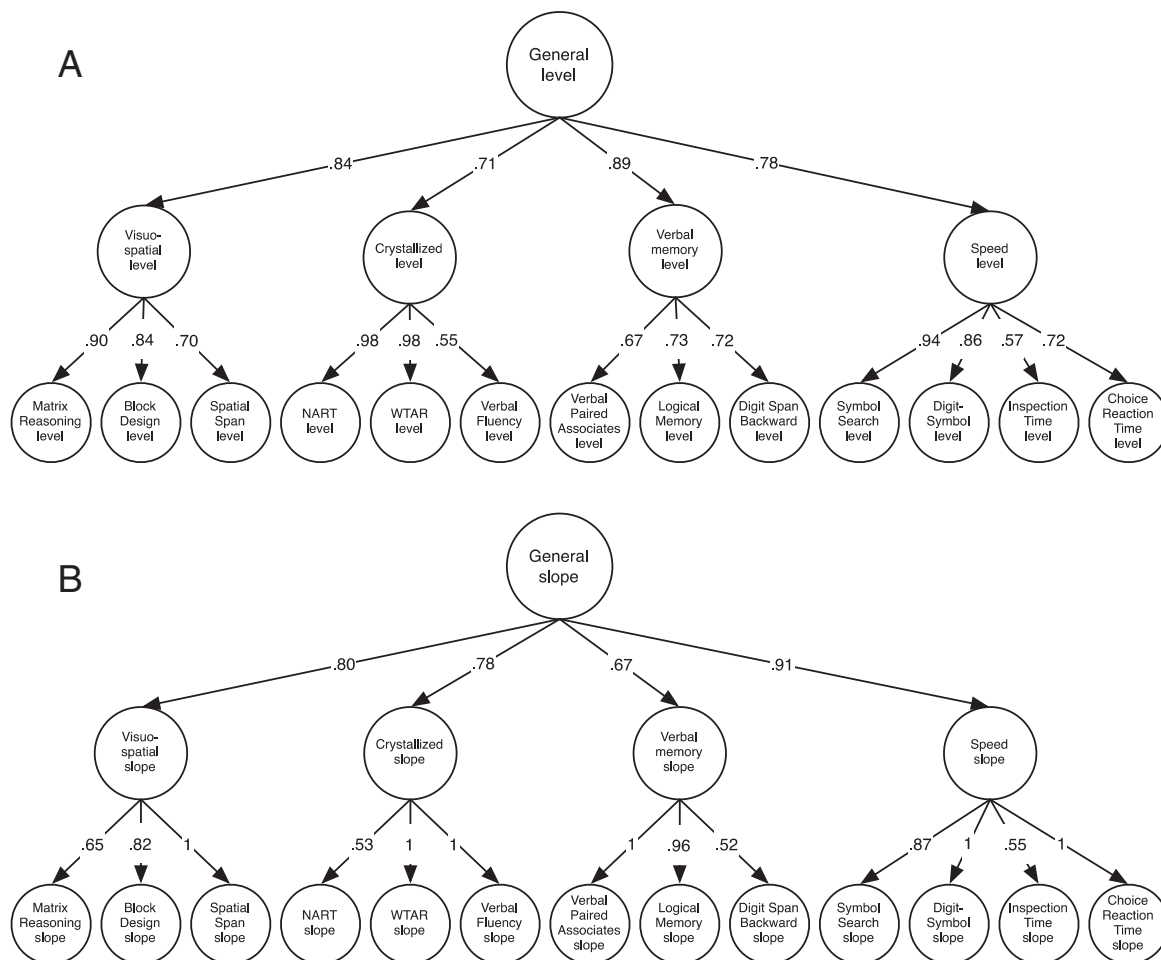 A
General
level
.84
.71
.89
.78
Visuo-
spatial
level
Crystallized
level
Verbal
memory
level
Speed
level
.90
.84
.70
.98
.98
.55
.67
.73
.72
.94
.86
.57
.72
Matrix
Reasoning
level
Block
Design
level
Spatial
Span
level
NART
level
WTAR
level
Verbal
Fluency
level
Verbal
Paired
Associates
level
Logical
Memory
level
Digit Span
Backward
level
Symbol
Search
level
Digit-
Symbol
level
Inspection
Time
level
Choice
Reaction
Time
level
B
General
slope
.80
.78
.67
.91
Visuo-
spatial
slope
Crystallized
slope
Verbal
memory
slope
Speed
slope
.65
.82
1
.53
1
1
1
.96
.52
.87
1
.55
1
Matrix
Reasoning
slope
Block
Design
slope
Spatial
Span
slope
NART
slope
WTAR
slope
Verbal
Fluency
slope
Verbal
Paired
Associates
slope
Logical
Memory
slope
Digit Span
Backward
slope
Symbol
Search
slope
Digit-
Symbol
slope
Inspection
Time
slope
Choice
Reaction
Time
slope